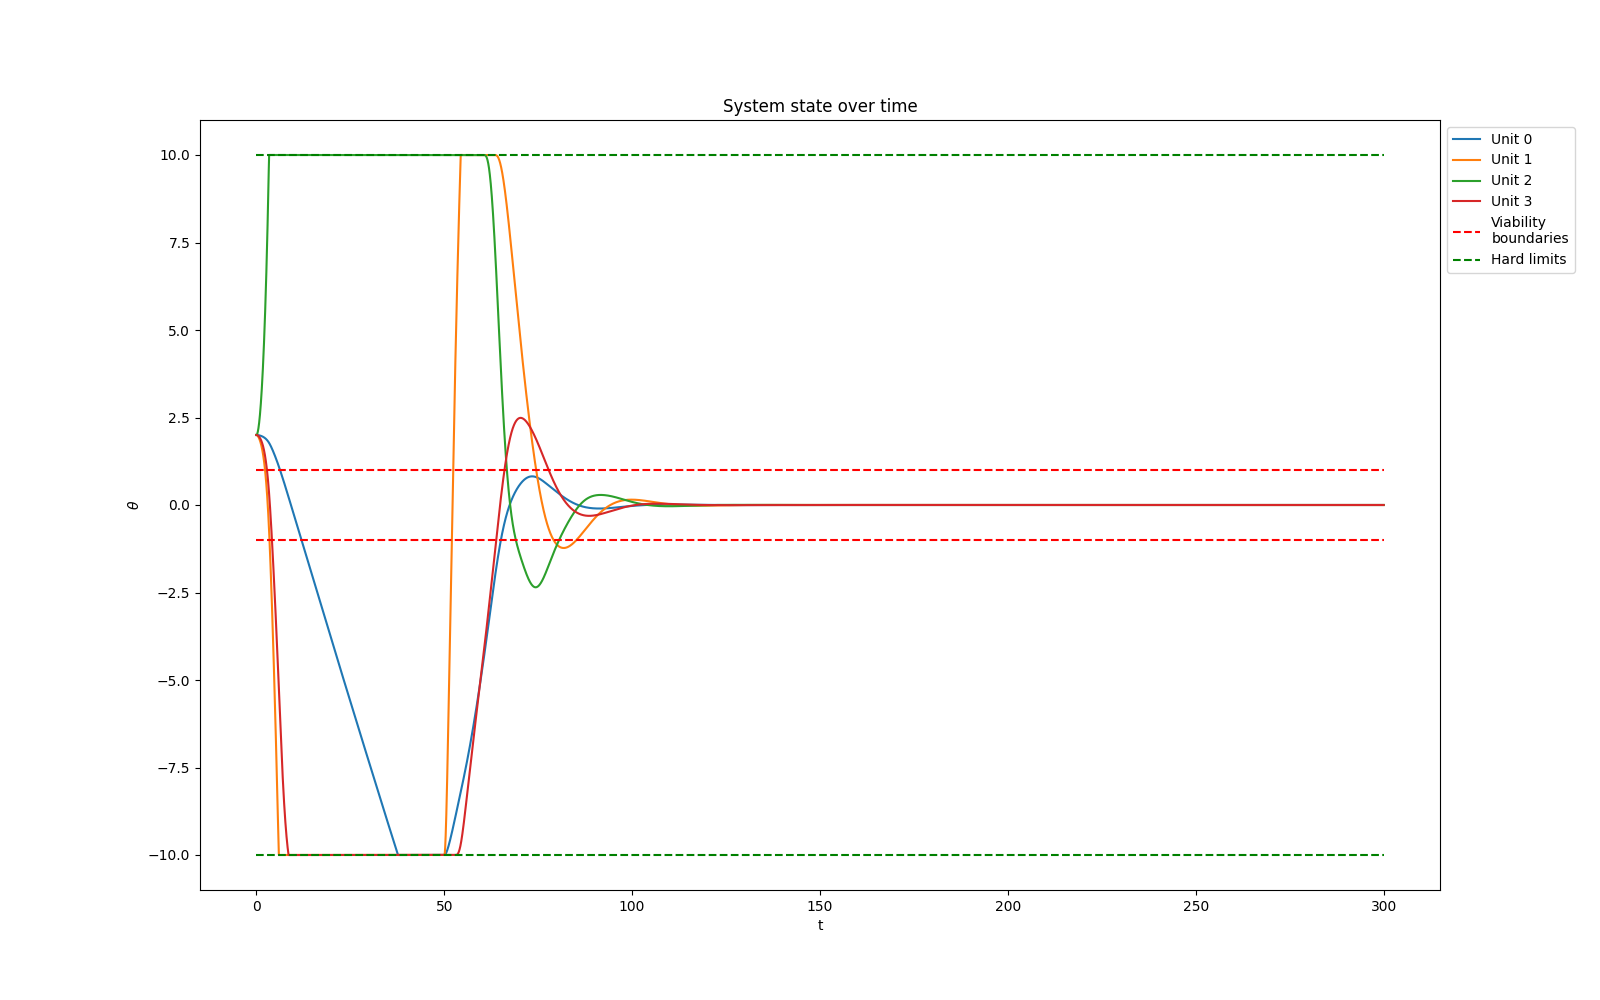 System state over time
10.0
7.5
5.0
2.5
0.0
−2.5
−5.0
−7.5
−10.0
θ
0
50
100
150
200
250
300
t
Unit 0
Unit 1
Unit 2
Unit 3
Viability
boundaries
Hard limits